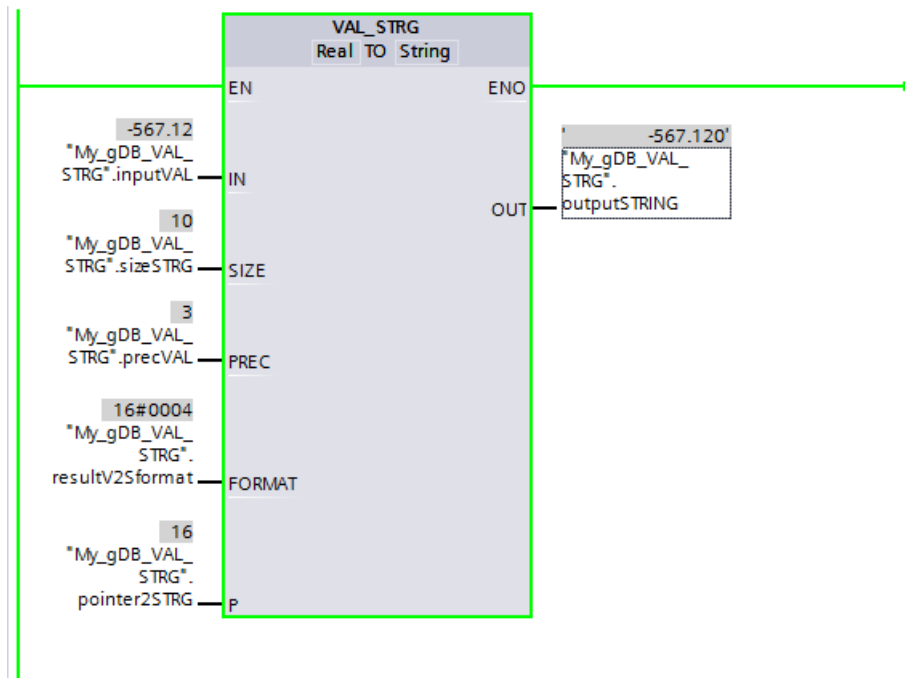 VAL_STRG
Real TO String
EN ENO
-567.12
"My_gDB_VAL_
STRG".inputVAL
IN
' -567.120'
"My_gDB_VAL_
STRG".
outputSTRING
OUT
10
"My_gDB_VAL_
STRG".sizeSTRG
SIZE
3
"My_gDB_VAL_
STRG".precVAL
PREC
16#0004
"My_gDB_VAL_
STRG".
resultV2Sformat
FORMAT
16
"My_gDB_VAL_
STRG".
pointer2STRG
P